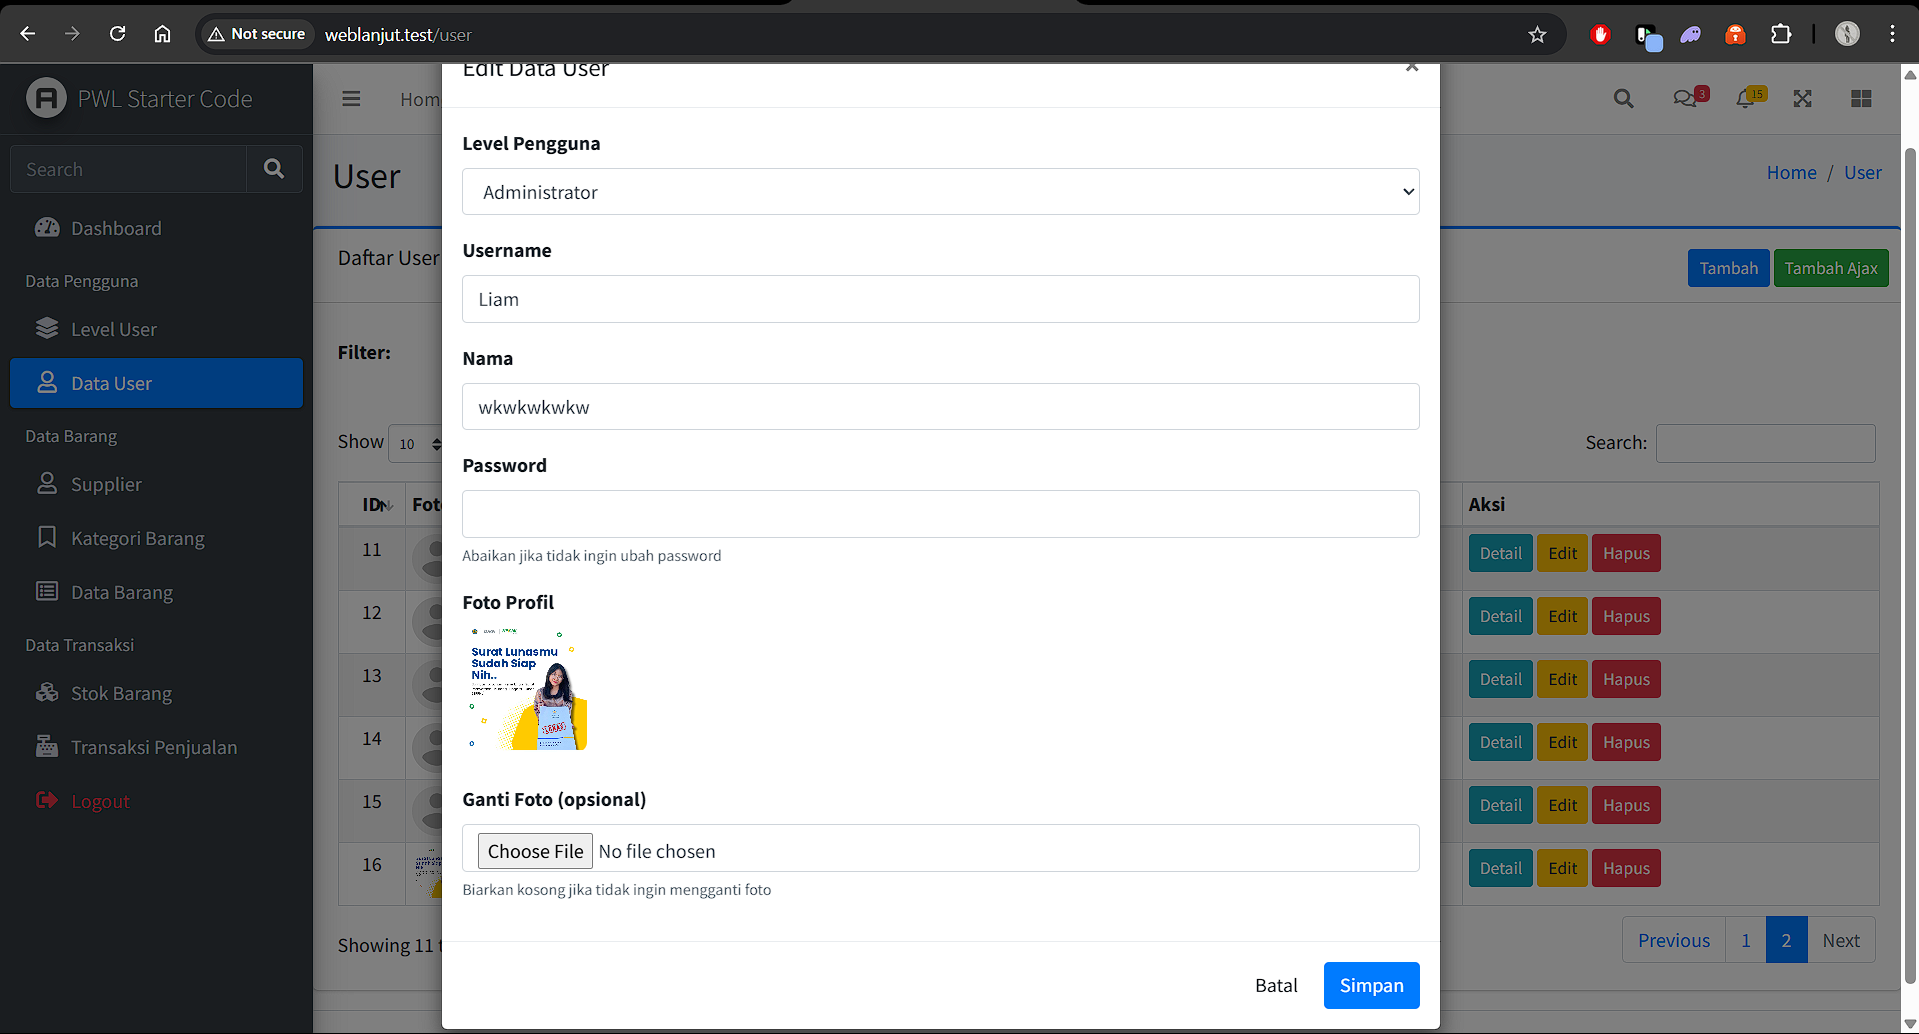 Not secure
weblanjut.test/user
PWL Starter Code
Search
Dashboard
Data Pengguna
Level User
Data User
Data Barang
Supplier
Kategori Barang
Data Barang
Data Transaksi
Stok Barang
Transaksi Penjualan
Logout
Hom
3
15
User
Home / User
Daftar User
Tambah
Tambah Ajax
Filter:
Show 10
Search:
ID
Fot
Aksi
11
Detail Edit Hapus
12
Detail Edit Hapus
13
Detail Edit Hapus
14
Detail Edit Hapus
15
Detail Edit Hapus
16
Detail Edit Hapus
Showing 11 t
Previous 1 2 Next
Edit Data User
×
Level Pengguna
Administrator
Username
Liam
Nama
wkwkwkwkw
Password
Abaikan jika tidak ingin ubah password
Foto Profil
Surat Lunasmu
Sudah Siap
Nih..
Ganti Foto (opsional)
Choose File No file chosen
Biarkan kosong jika tidak ingin mengganti foto
Batal
Simpan